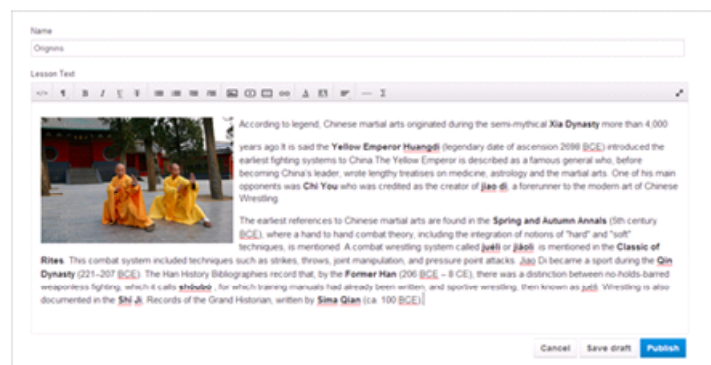 Name
Orignins
Lesson Text
</> ¶ B I U T Σ
According to legend, Chinese martial arts originated during the semi-mythical Xia Dynasty more than 4,000
years ago It is said the Yellow Emperor Huangdi (legendary date of ascension 2698 BCE) introduced the
earliest fighting systems to China The Yellow Emperor is described as a famous general who, before
becoming China's leader, wrote lengthy treatises on medicine, astrology and the martial arts. One of his main
opponents was Chi You who was credited as the creator of jiao di, a forerunner to the modern art of Chinese
Wrestling.
The earliest references to Chinese martial arts are found in the Spring and Autumn Annals (5th century
BCE), where a hand to hand combat theory, including the integration of notions of "hard" and "soft"
techniques, is mentioned. A combat wrestling system called juélì or jiǎolì is mentioned in the Classic of
Rites. This combat system included techniques such as strikes, throws, joint manipulation, and pressure point attacks. Jiao Di became a sport during the Qin
Dynasty (221–207 BCE). The Han History Bibliographies record that, by the Former Han (206 BCE – 8 CE), there was a distinction between no-holds-barred
weaponless fighting, which it calls shǒubó , for which training manuals had already been written, and sportive wrestling, then known as juélì. Wrestling is also
documented in the Shǐ Jì, Records of the Grand Historian, written by Sima Qian (ca. 100 BCE).
Cancel Save draft Publish